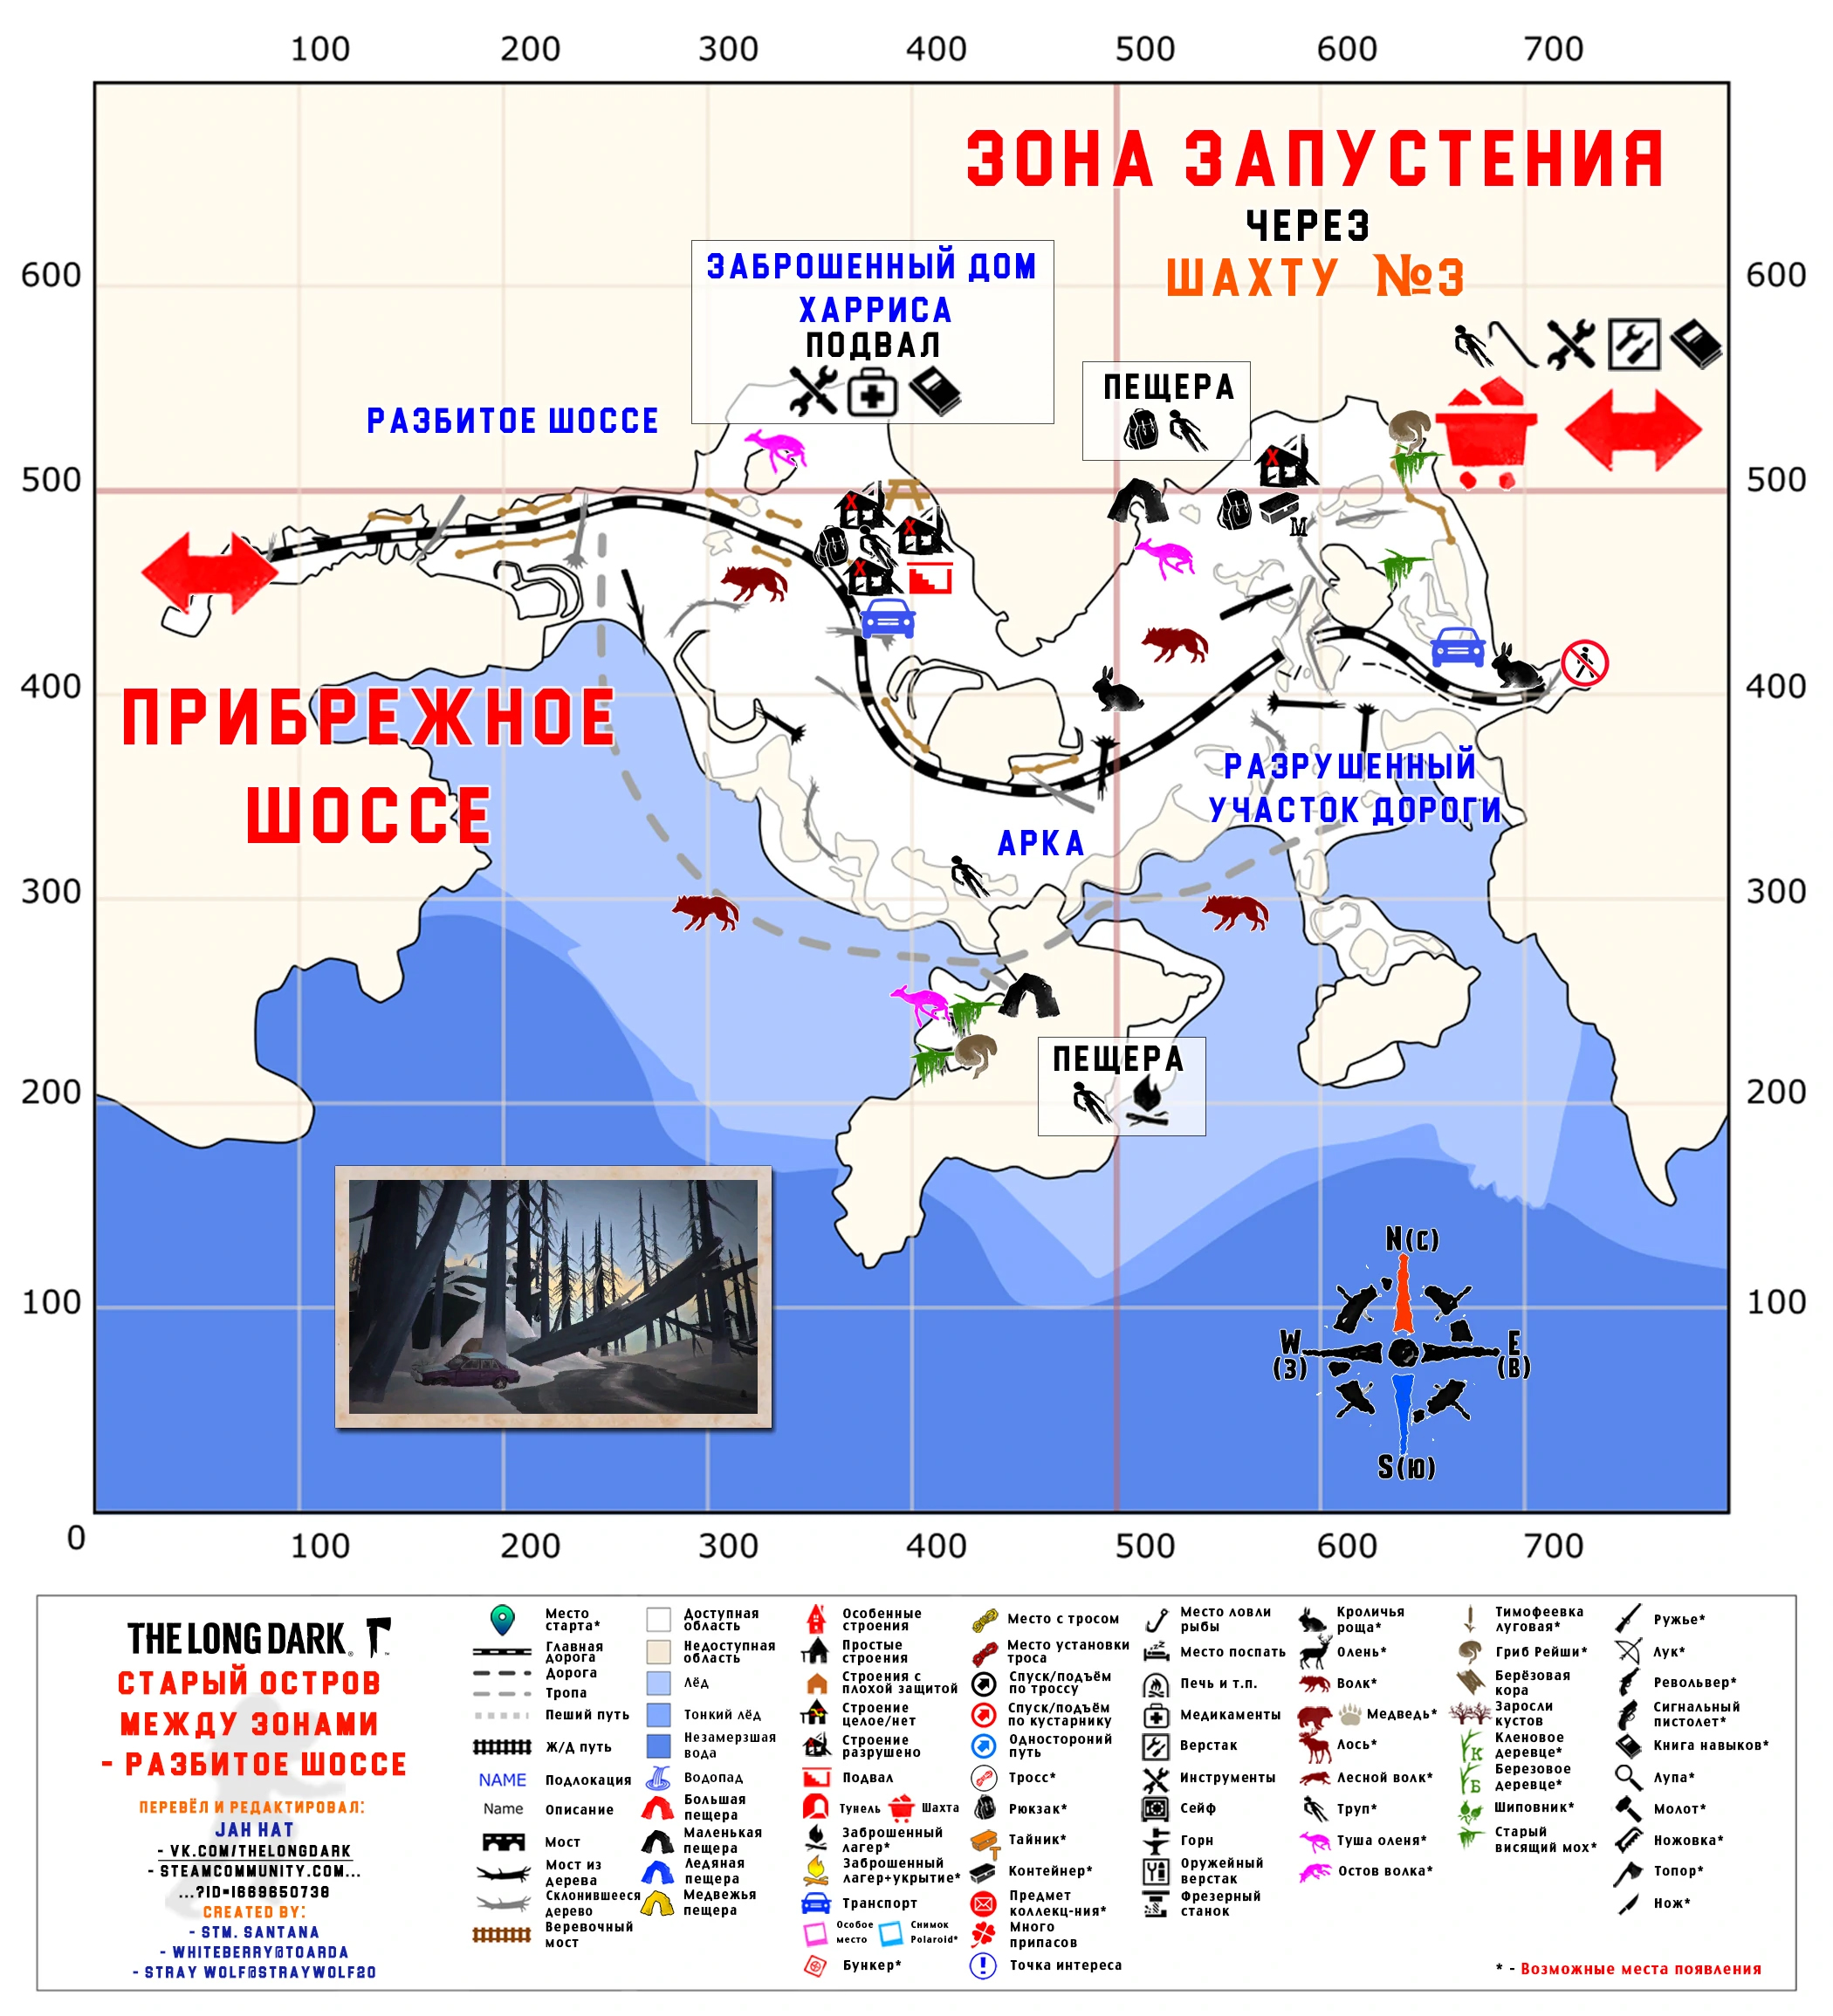 100 200 300 400 500 600 700
ЗОНА ЗАПУСТЕНИЯ
ЧЕРЕЗ
ШАХТУ №3
600 600
ЗАБРОШЕННЫЙ ДОМ
ХАРРИСА
ПОДВАЛ
ПЕЩЕРА
РАЗБИТОЕ ШОССЕ
500 500
М
400 400
ПРИБРЕЖНОЕ
ШОССЕ
РАЗРУШЕННЫЙ
УЧАСТОК ДОРОГИ
АРКА
300 300
ПЕЩЕРА
200 200
100 100
N(С)
W
(З)
E
(В)
S(Ю)
0 100 200 300 400 500 600 700
THE LONG DARK
СТАРЫЙ ОСТРОВ
МЕЖДУ ЗОНАМИ
- РАЗБИТОЕ ШОССЕ
ПЕРЕВЁЛ И РЕДАКТИРОВАЛ:
JAH HAT
- VK.COM/THELONGDARK
- STEAMCOMMUNITY.COM...
...?ID=1869650738
CREATED BY:
- STM. SANTANA
- WHITEBERRY@TOARDA
- STRAY WOLF@STRAYWOLF20
Место
старта*
Главная
дорога
Дорога
Тропа
Пеший путь
Ж/Д путь
NAME Подлокация
Name Описание
Мост
Мост из
дерева
Склонившееся
дерево
Веревочный
мост
Доступная
область
Недоступная
область
Лёд
Тонкий лёд
Незамерзшая
вода
Водопад
Большая
пещера
Маленькая
пещера
Ледяная
пещера
Медвежья
пещера
Особенные
строения
Простые
строения
Строения с
плохой защитой
Строение
целое/нет
Строение
разрушено
Подвал
Тунель Шахта
Заброшенный
лагерь*
Заброшенный
лагерь+укрытие*
Транспорт
Особое
место
Снимок
Polaroid*
Бункер*
Место с тросом
Место установки
троса
Спуск/подъём
по троссу
Спуск/подъём
по кустарнику
Одностороний
путь
Тросс*
Рюкзак*
Тайник*
Контейнер*
Предмет
коллекц-ния*
Много
припасов
Точка интереса
Место ловли
рыбы
Место поспать
Печь и т.п.
Медикаменты
Верстак
Инструменты
Сейф
Горн
Оружейный
верстак
Фрезерный
станок
Кроличья
роща*
Олень*
Волк*
Медведь*
Лось*
Лесной волк*
Труп*
Туша оленя*
Остов волка*
Тимофеевка
луговая*
Гриб Рейши*
Берёзовая
кора
Заросли
кустов
К
Кленовое
деревце*
Б
Березовое
деревце*
Шиповник*
Старый
висящий мох*
Ружье*
Лук*
Револьвер*
Сигнальный
пистолет*
Книга навыков*
Лупа*
Молот*
Ножовка*
Топор*
Нож*
* - Возможные места появления